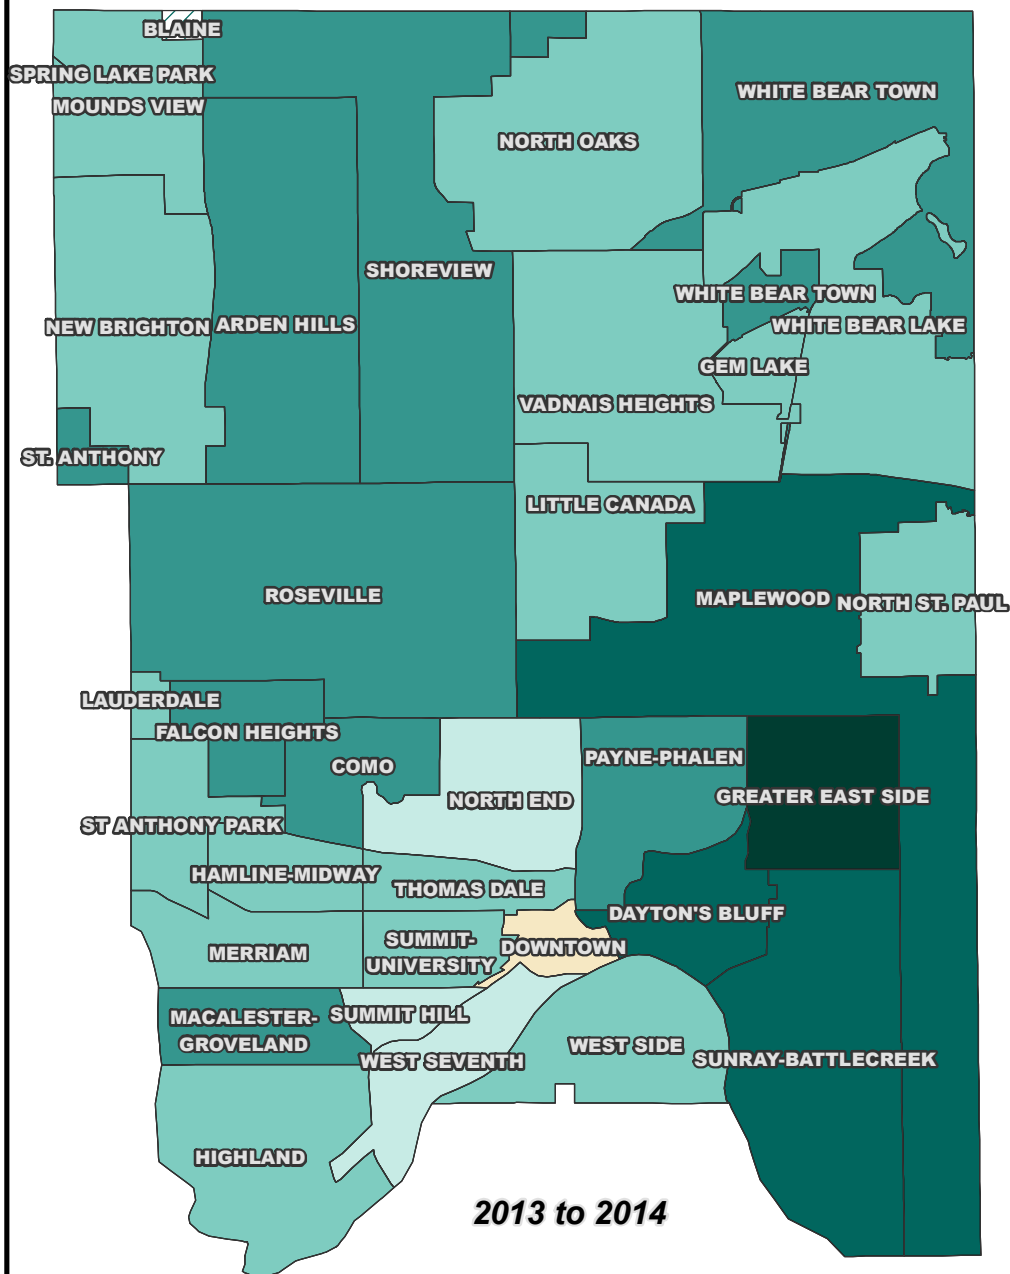 BLAINE
SPRING LAKE PARK
WHITE BEAR TOWN
MOUNDS VIEW
NORTH OAKS
SHOREVIEW
WHITE BEAR TOWN
NEW BRIGHTON
ARDEN HILLS
WHITE BEAR LAKE
GEM LAKE
VADNAIS HEIGHTS
ST. ANTHONY
LITTLE CANADA
ROSEVILLE
MAPLEWOOD
NORTH ST. PAUL
LAUDERDALE
FALCON HEIGHTS
PAYNE-PHALEN
COMO
NORTH END
GREATER EAST SIDE
ST ANTHONY PARK
HAMLINE-MIDWAY
THOMAS DALE
DAYTON'S BLUFF
MERRIAM
SUMMIT-
UNIVERSITY
DOWNTOWN
MACALESTER-
GROVELAND
SUMMIT HILL
WEST SEVENTH
WEST SIDE
SUNRAY-BATTLECREEK
HIGHLAND
2013 to 2014